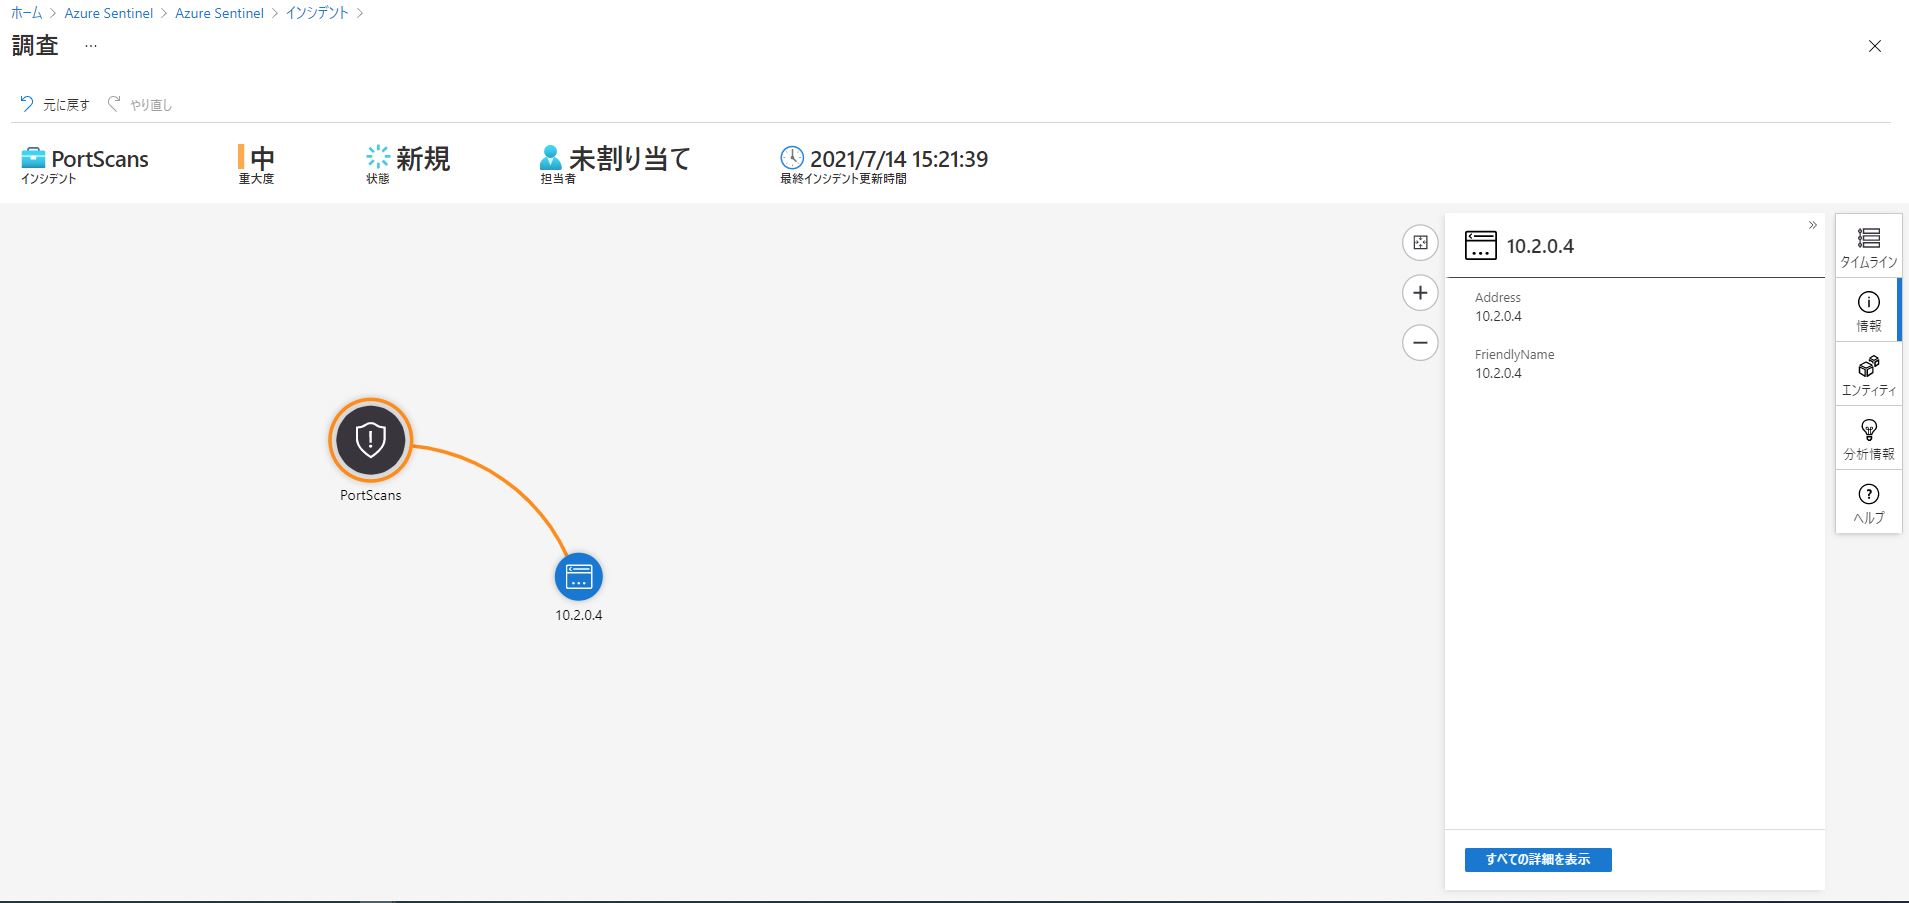 ホーム > Azure Sentinel > Azure Sentinel > インシデント >
調査 ...
元に戻す やり直し
PortScans
インシデント
中
重大度
新規
状態
未割り当て
担当者
2021/7/14 15:21:39
最終インシデント更新時間
PortScans
10.2.0.4
10.2.0.4
Address
10.2.0.4
FriendlyName
10.2.0.4
すべての詳細を表示
タイムライン
情報
エンティティ
分析情報
ヘルプ